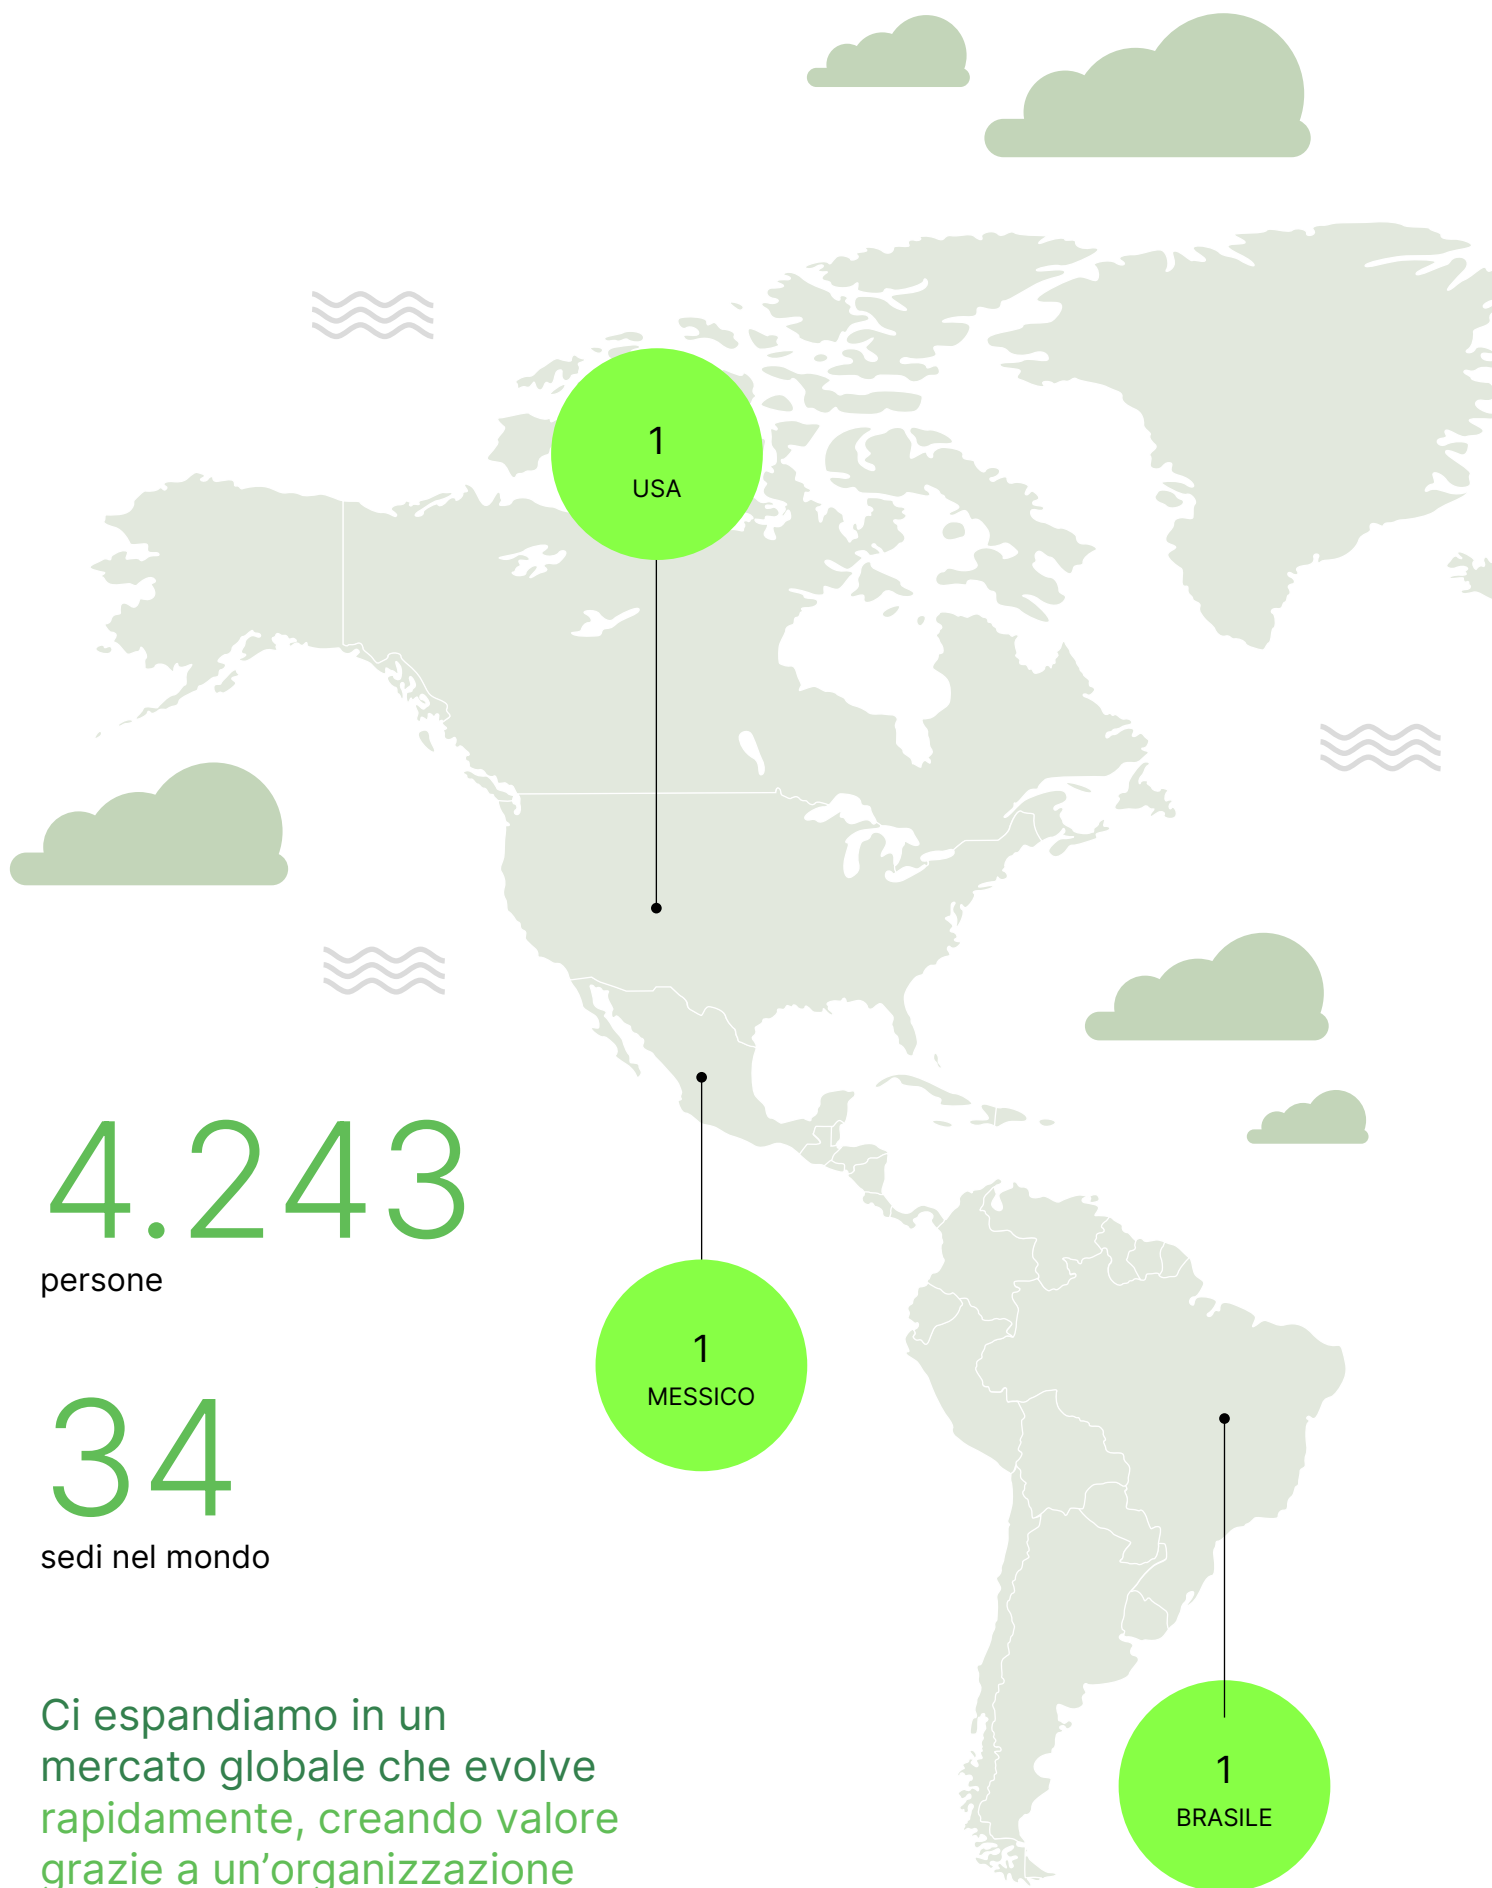 1
USA
4.243
persone
1
MESSICO
34
sedi nel mondo
Ci espandiamo in un
mercato globale che evolve
rapidamente, creando valore
grazie a un’organizzazione
1
BRASILE